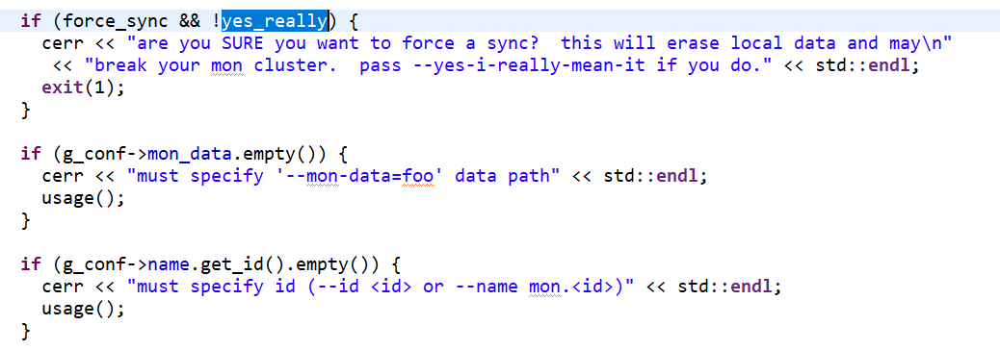 if (force_sync && !yes_really) {
  cerr << "are you SURE you want to force a sync?  this will erase local data and may\n"
   << "break your mon cluster.  pass --yes-i-really-mean-it if you do." << std::endl;
  exit(1);
}

if (g_conf->mon_data.empty()) {
  cerr << "must specify '--mon-data=foo' data path" << std::endl;
  usage();
}

if (g_conf->name.get_id().empty()) {
  cerr << "must specify id (--id <id> or --name mon.<id>)" << std::endl;
  usage();
}